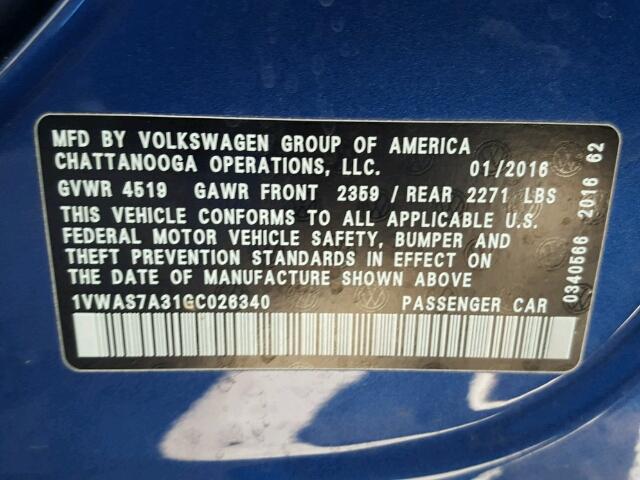 MFD BY VOLKSWAGEN GROUP OF AMERICA
CHATTANOOGA OPERATIONS, LLC. 01/2016
GVWR 4519 GAWR FRONT 2359 / REAR 2271 LBS
THIS VEHICLE CONFORMS TO ALL APPLICABLE U.S.
FEDERAL MOTOR VEHICLE SAFETY, BUMPER AND
THEFT PREVENTION STANDARDS IN EFFECT ON
THE DATE OF MANUFACTURE SHOWN ABOVE
1VWAS7A31GC026340 PASSENGER CAR
0340566 2016 62